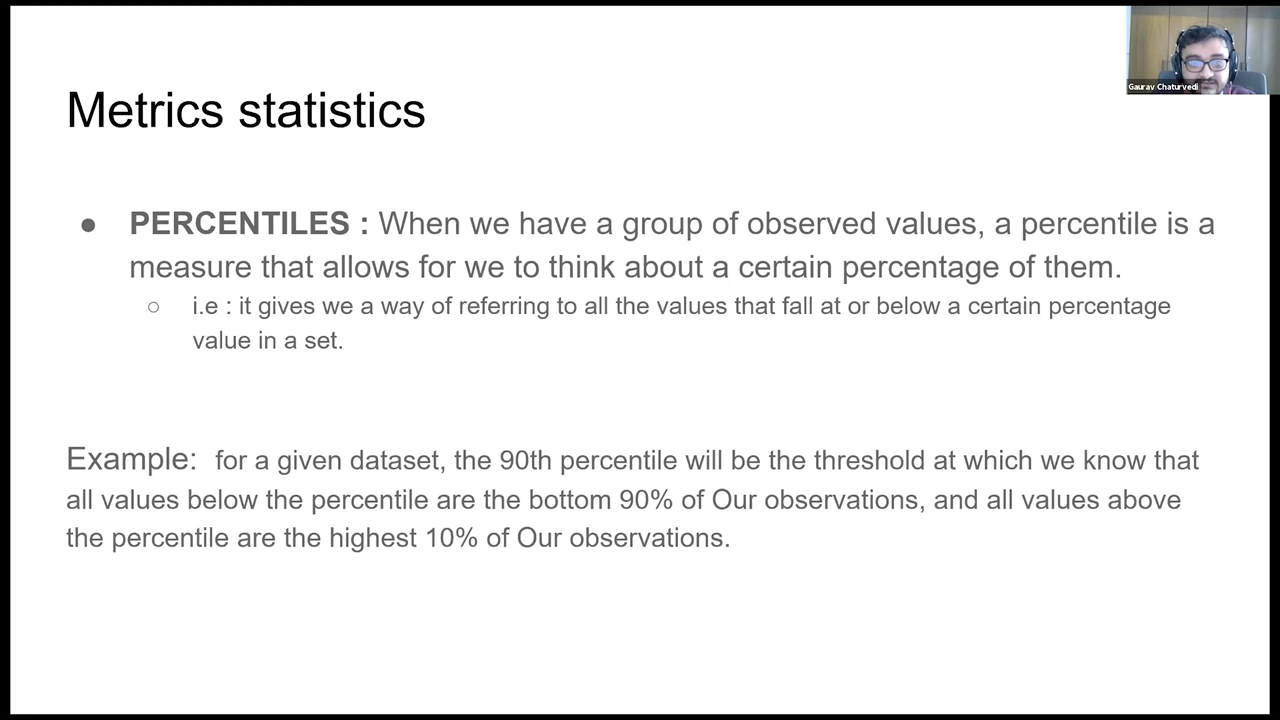 Gaurav Chaturvedi
Metrics statistics
● PERCENTILES : When we have a group of observed values, a percentile is a
measure that allows for we to think about a certain percentage of them.
○ i.e : it gives we a way of referring to all the values that fall at or below a certain percentage
value in a set.
Example: for a given dataset, the 90th percentile will be the threshold at which we know that
all values below the percentile are the bottom 90% of Our observations, and all values above
the percentile are the highest 10% of Our observations.